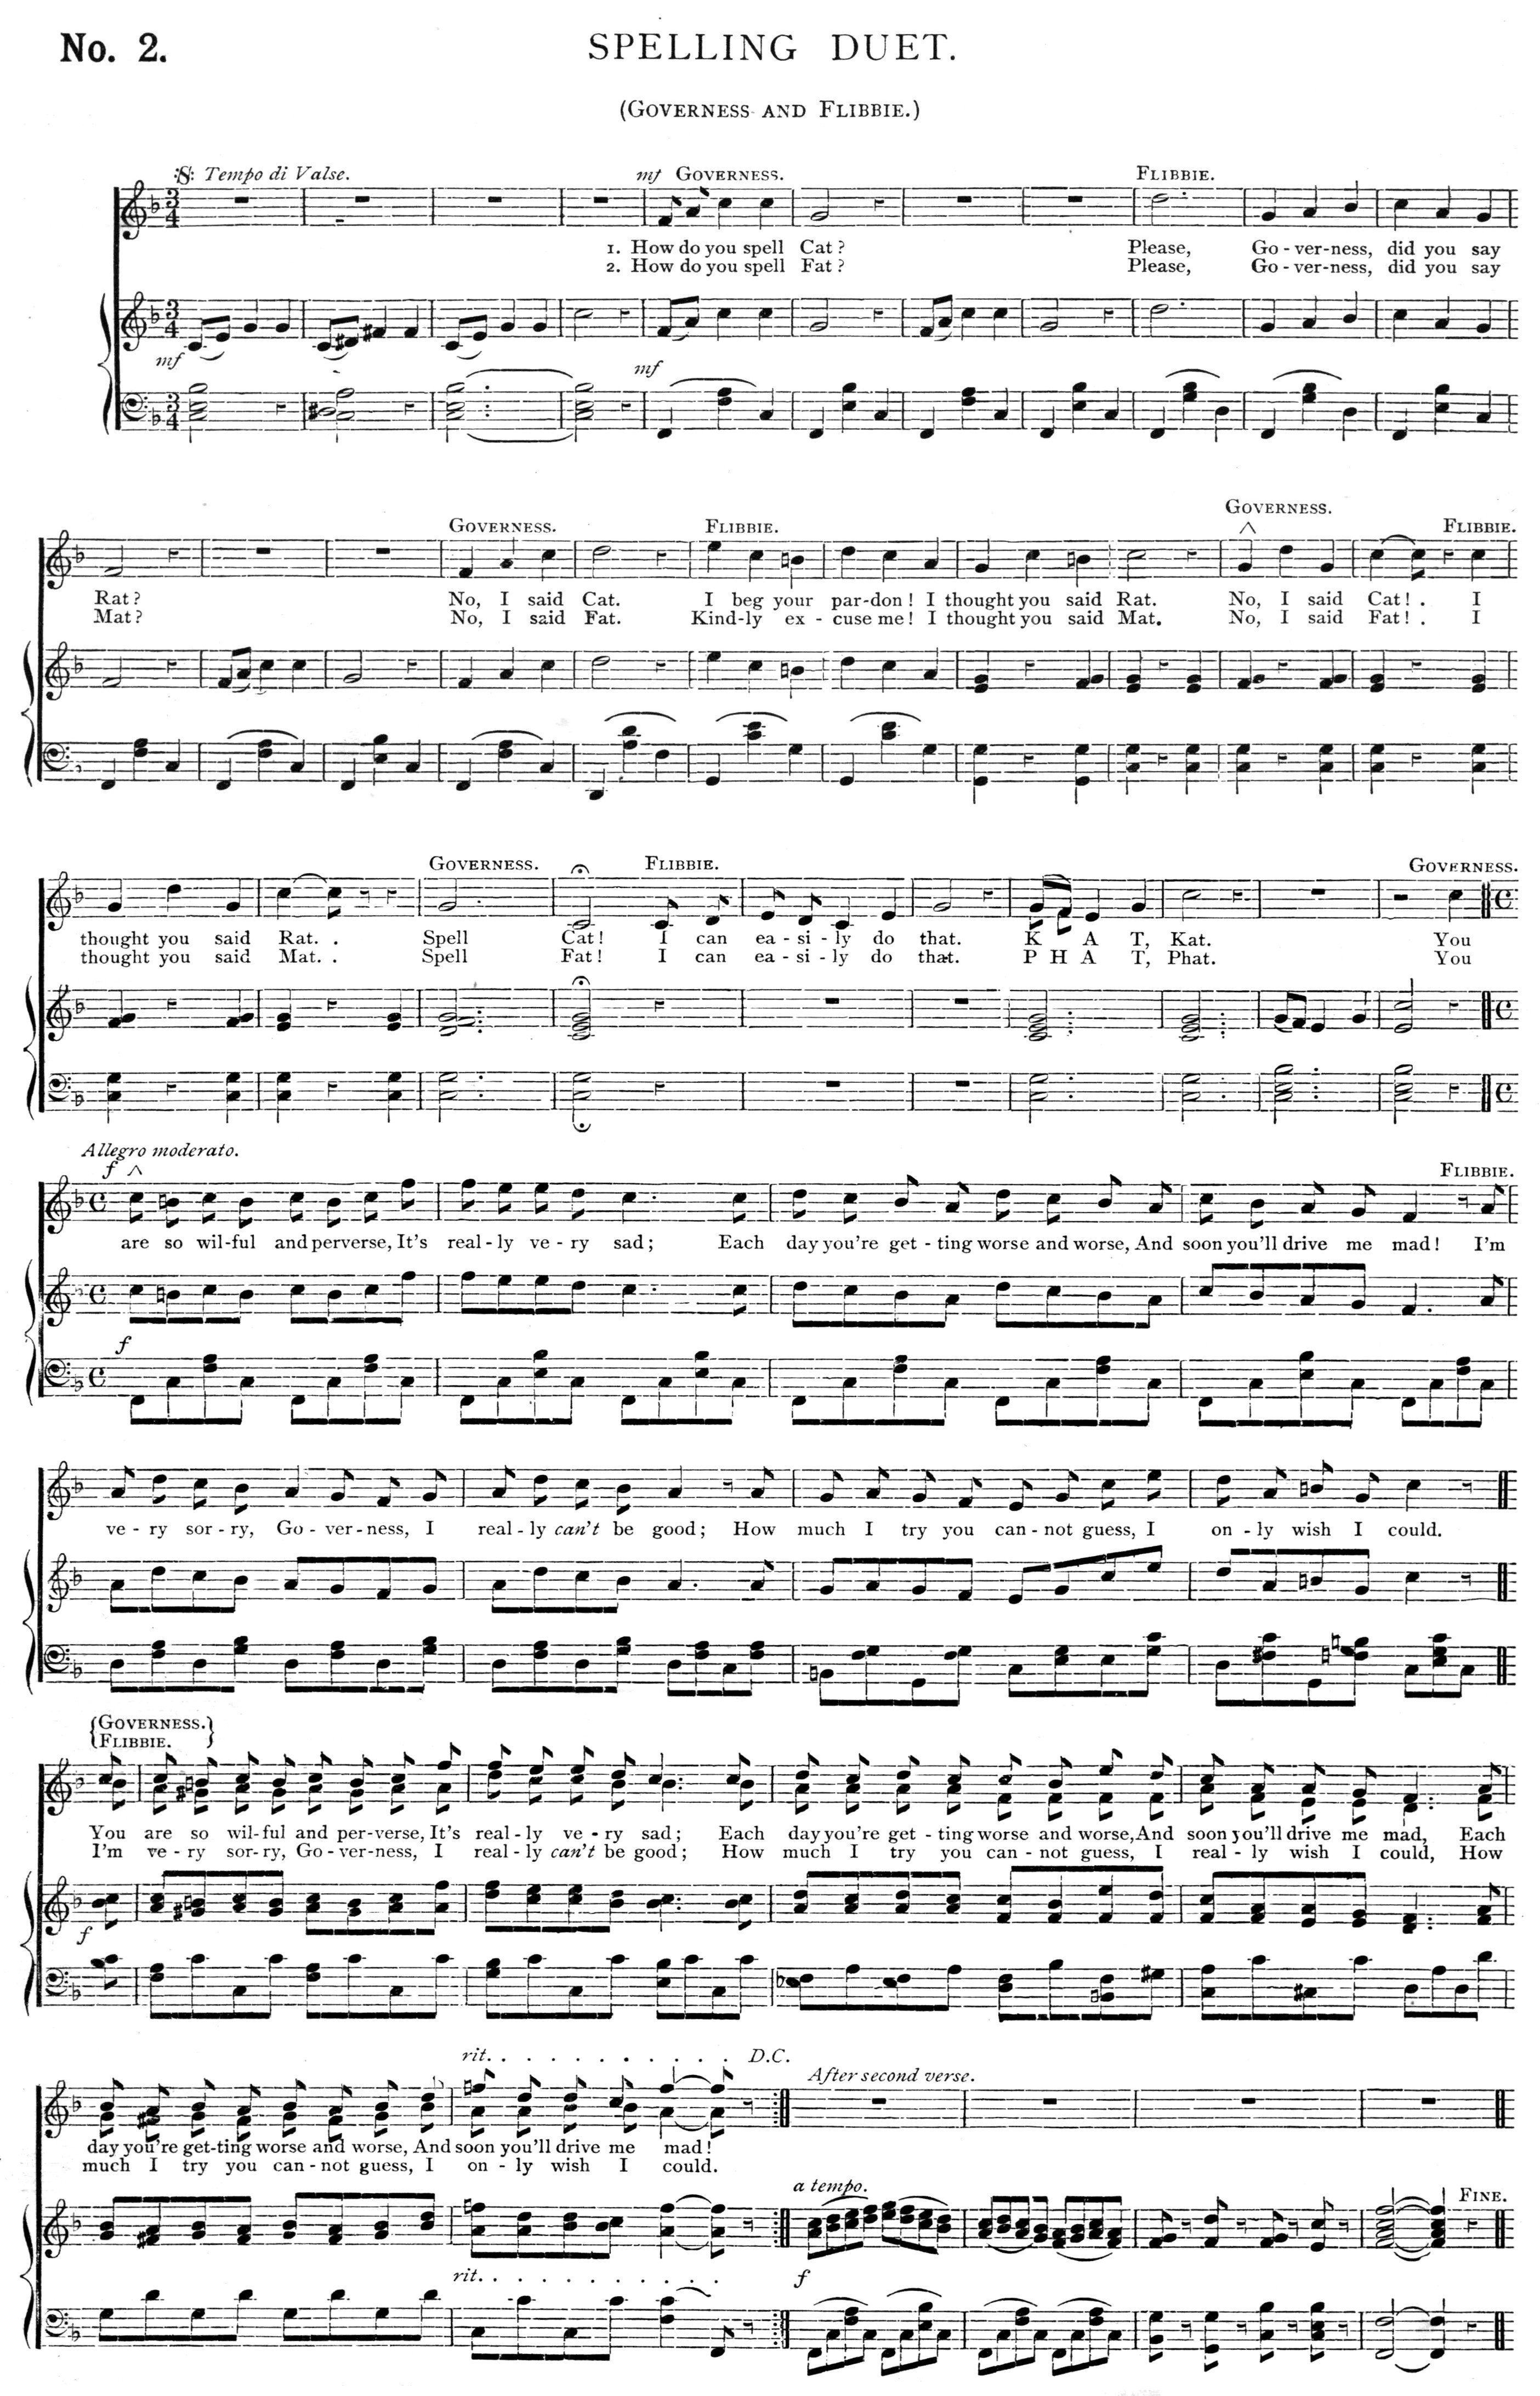 No. 2.
SPELLING DUET.
(GOVERNESS AND FLIBBIE.)
Tempo di Valse.
mf GOVERNESS.
FLIBBIE.
1. How do you spell Cat? Please, Go - ver-ness, did you say
2. How do you spell Fat? Please, Go - ver-ness, did you say
mf
mf
GOVERNESS.
FLIBBIE.
GOVERNESS.
FLIBBIE.
Rat? No, I said Cat. I beg your par-don! I thought you said Rat. No, I said Cat! . I
Mat? No, I said Fat. Kind-ly ex - cuse me! I thought you said Mat. No, I said Fat! . I
GOVERNESS.
FLIBBIE.
GOVERNESS.
thought you said Rat. . Spell Cat! I can ea - si - ly do that. K A T, Kat. You
thought you said Mat. . Spell Fat! I can ea - si - ly do that. P H A T, Phat. You
Allegro moderato.
f
FLIBBIE.
are so wil-ful and perverse, It's real - ly ve - ry sad; Each day you're get - ting worse and worse, And soon you'll drive me mad! I'm
f
ve - ry sor - ry, Go - ver - ness, I real - ly can't be good; How much I try you can - not guess, I on - ly wish I could.
GOVERNESS.
FLIBBIE.
You are so wil-ful and per-verse, It's real - ly ve - ry sad; Each day you're get - ting worse and worse, And soon you'll drive me mad, Each
I'm ve - ry sor- ry, Go - ver-ness, I real - ly can't be good; How much I try you can - not guess, I real - ly wish I could, How
f
rit. . . . . . . . . . . D.C.
After second verse.
day you're get-ting worse and worse, And soon you'll drive me mad!
much I try you can - not guess, I on - ly wish I could.
a tempo.
FINE.
rit. . . . . . . . . . .
f